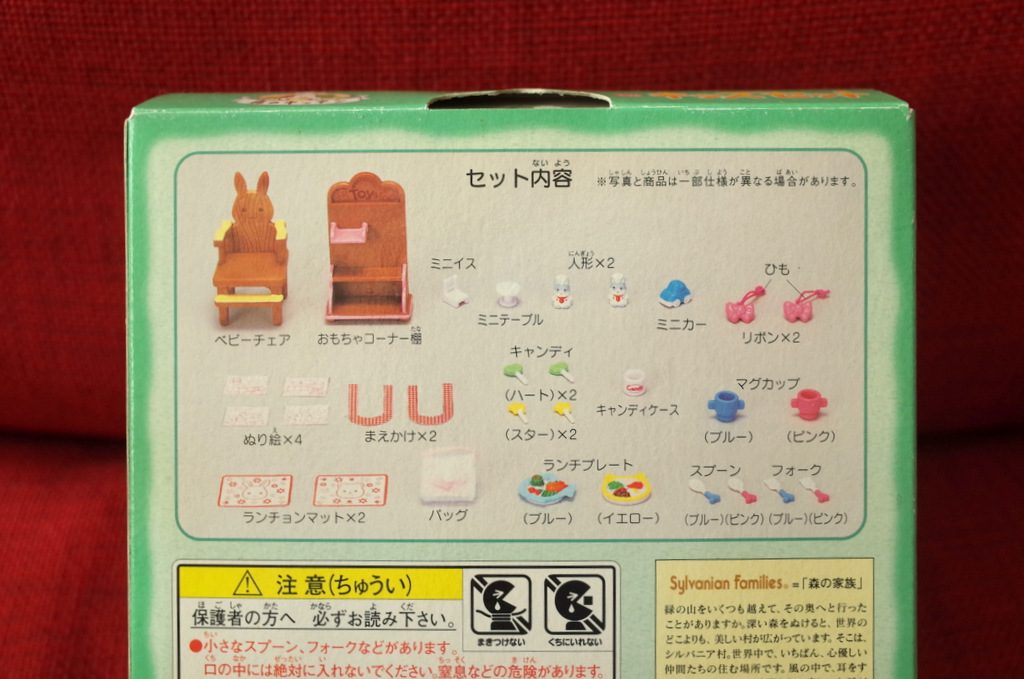 セット内容 ※写真と商品は一部仕様が異なる場合があります。
toy
ベビーチェア
おもちゃコーナー棚
ミニイス
ミニテーブル
人形×2
ミニカー
ひも
リボン×2
ぬり絵×4
まえかけ×2
キャンディ
(ハート)×2
(スター)×2
キャンディケース
マグカップ
(ブルー) (ピンク)
ランチョンマット×2
バッグ
ランチプレート
(ブルー) (イエロー)
スプーン フォーク
(ブルー)(ピンク)(ブルー)(ピンク)
注意(ちゅうい)
保護者の方へ 必ずお読み下さい。
●小さなスプーン、フォークなどがあります。
口の中には絶対に入れないでください。窒息などの危険があります。
まきつけない
くちにいれない
Sylvanian Families®=「森の家族」
緑の山をいくつも越えて、その奥へと行った
ことがありますか。深い森をぬけると、世界の
どこよりも、美しい村が広がっています。そこは、
シルバニア村。世界中で、いちばん、心優しい
仲間たちの住む場所です。風の中で、耳をす